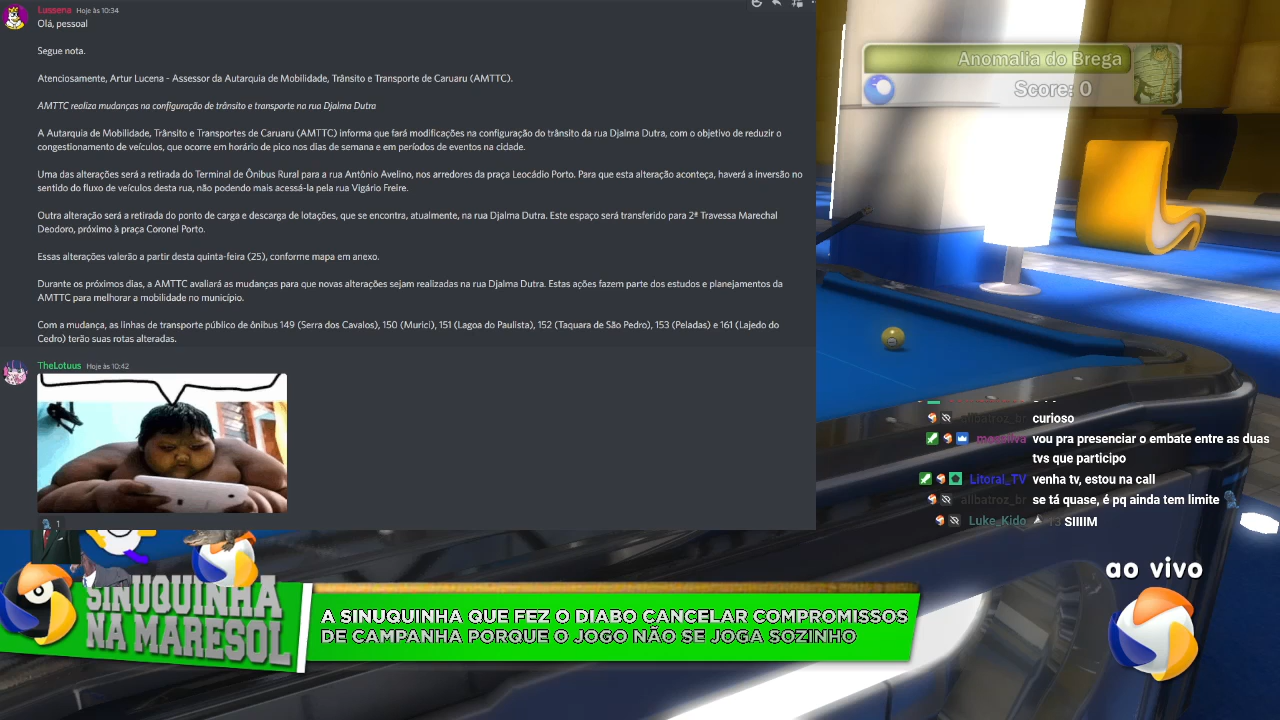 Lussena Hoje às 10:34
Olá, pessoal
Segue nota.
Atenciosamente, Artur Lucena - Assessor da Autarquia de Mobilidade, Trânsito e Transporte de Caruaru (AMTTC).
AMTTC realiza mudanças na configuração de trânsito e transporte na rua Djalma Dutra
A Autarquia de Mobilidade, Trânsito e Transportes de Caruaru (AMTTC) informa que fará modificações na configuração do trânsito da rua Djalma Dutra, com o objetivo de reduzir o
congestionamento de veículos, que ocorre em horário de pico nos dias de semana e em períodos de eventos na cidade.
Uma das alterações será a retirada do Terminal de Ônibus Rural para a rua Antônio Avelino, nos arredores da praça Leocádio Porto. Para que esta alteração aconteça, haverá a inversão no
sentido do fluxo de veículos desta rua, não podendo mais acessá-la pela rua Vigário Freire.
Outra alteração será a retirada do ponto de carga e descarga de lotações, que se encontra, atualmente, na rua Djalma Dutra. Este espaço será transferido para 2ª Travessa Marechal
Deodoro, próximo à praça Coronel Porto.
Essas alterações valerão a partir desta quinta-feira (25), conforme mapa em anexo.
Durante os próximos dias, a AMTTC avaliará as mudanças para que novas alterações sejam realizadas na rua Djalma Dutra. Estas ações fazem parte dos estudos e planejamentos da
AMTTC para melhorar a mobilidade no município.
Com a mudança, as linhas de transporte público de ônibus 149 (Serra dos Cavalos), 150 (Murici), 151 (Lagoa do Paulista), 152 (Taquara de São Pedro), 153 (Peladas) e 161 (Lajedo do
Cedro) terão suas rotas alteradas.
TheLotuus Hoje às 10:42
1
Anomalia do Brega
Score: 0
curioso
vou pra presenciar o embate entre as duas
tvs que participo
Litoral_TV venha tv, estou na call
se tá quase, é pq ainda tem limite
Luke_Kido SIIIIM
ao vivo
SINUQUINHA
NA MARESOL
A SINUQUINHA QUE FEZ O DIABO CANCELAR COMPROMISSOS
DE CAMPANHA PORQUE O JOGO NÃO SE JOGA SOZINHO